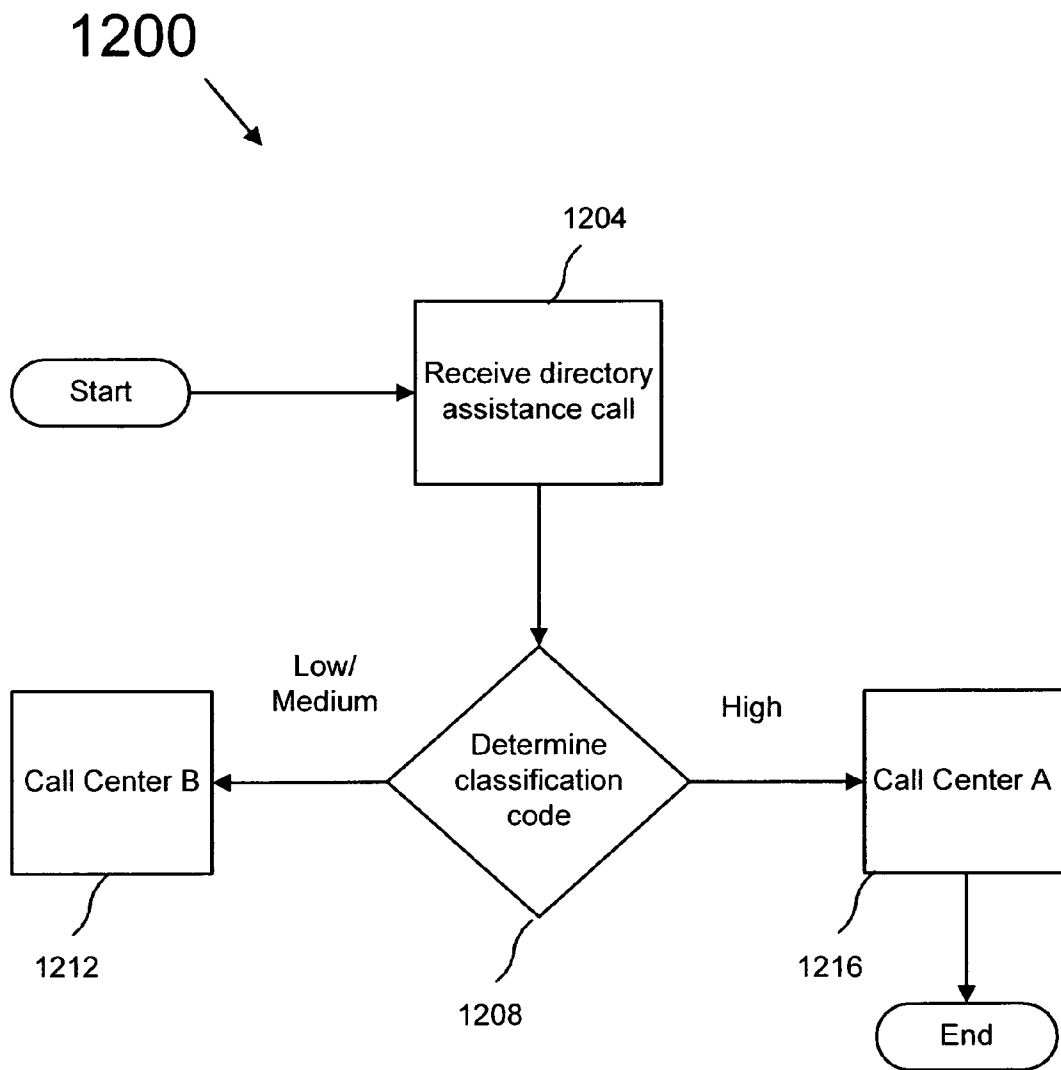 1200
1204
Start
Receive directory
assistance call
Low/
Medium
High
Call Center B
Determine
classification
code
Call Center A
1212
1208
1216
End